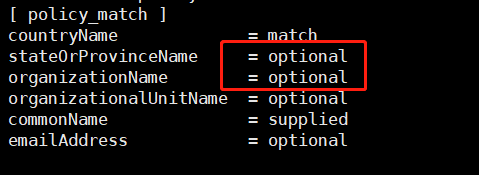 [ policy_match ]
countryName = match
stateOrProvinceName = optional
organizationName = optional
organizationalUnitName = optional
commonName = supplied
emailAddress = optional